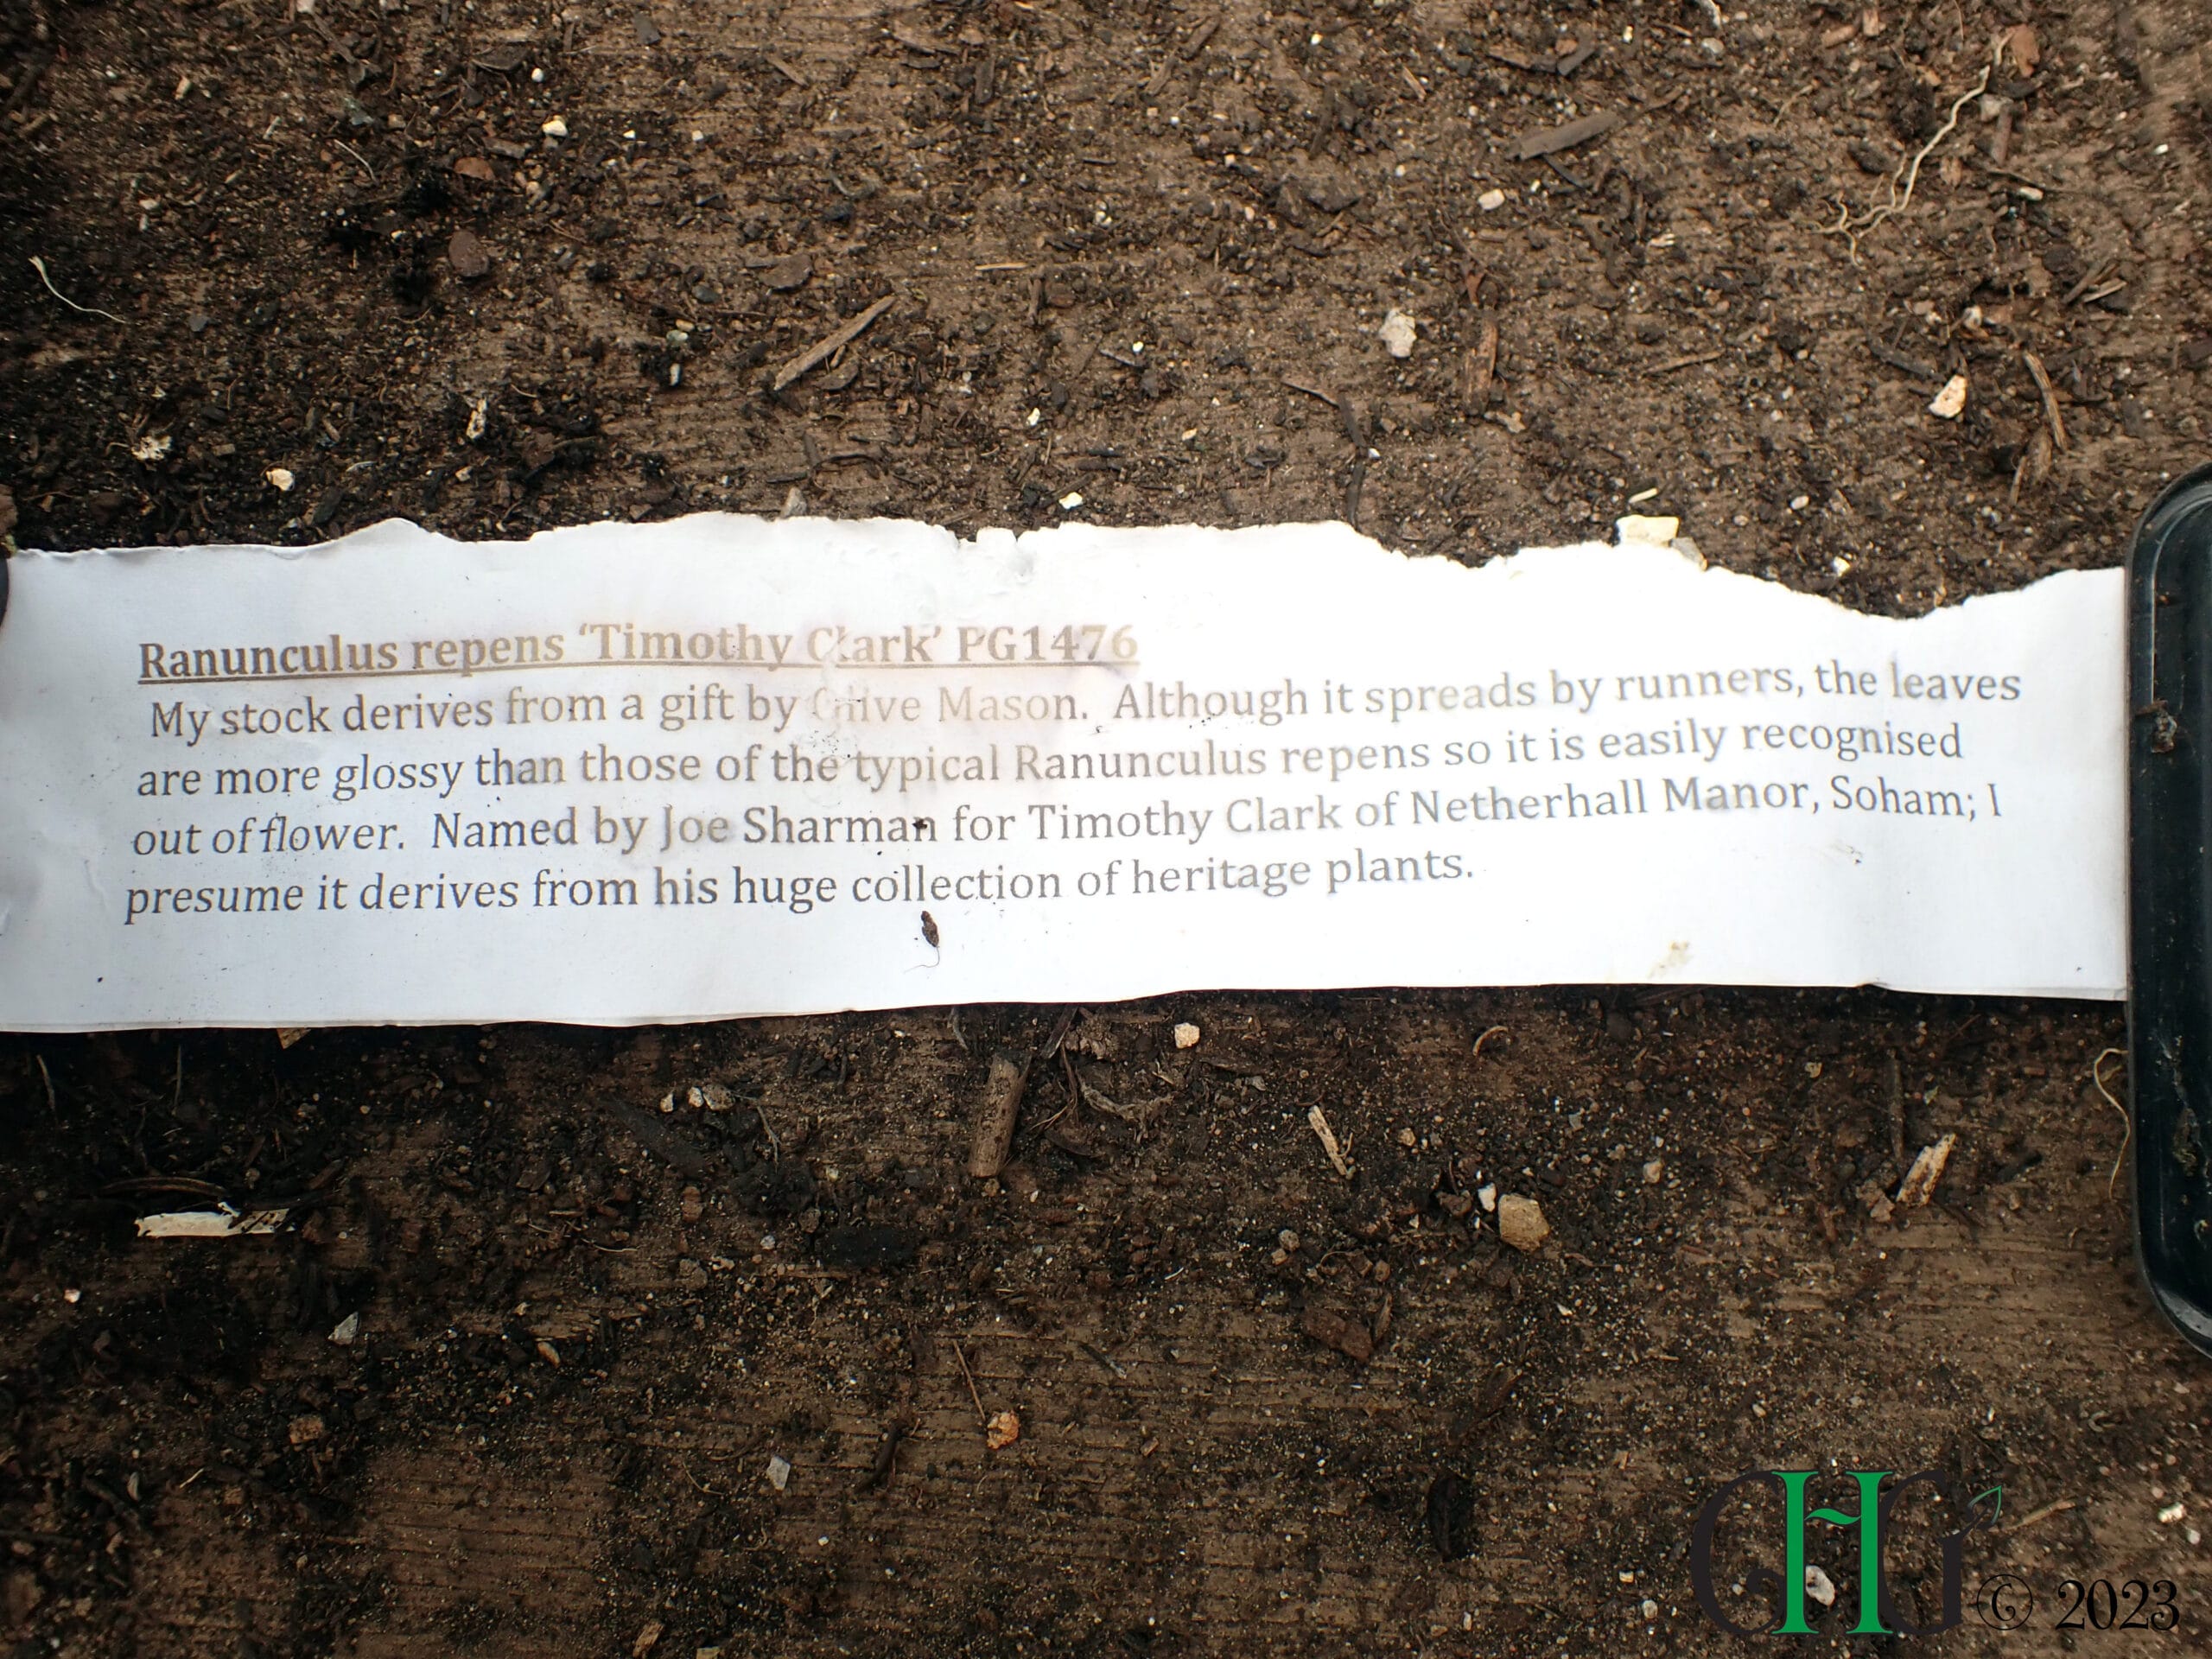 Ranunculus repens ‘Timothy Clark’ PG1476
My stock derives from a gift by Mason. Although it spreads by runners, the leaves
are more glossy than those of the typical Ranunculus repens so it is easily recognised
out of flower. Named by Joe Sharman for Timothy Clark of Netherhall Manor, Soham; I
presume it derives from his huge collection of heritage plants.
GHG © 2023